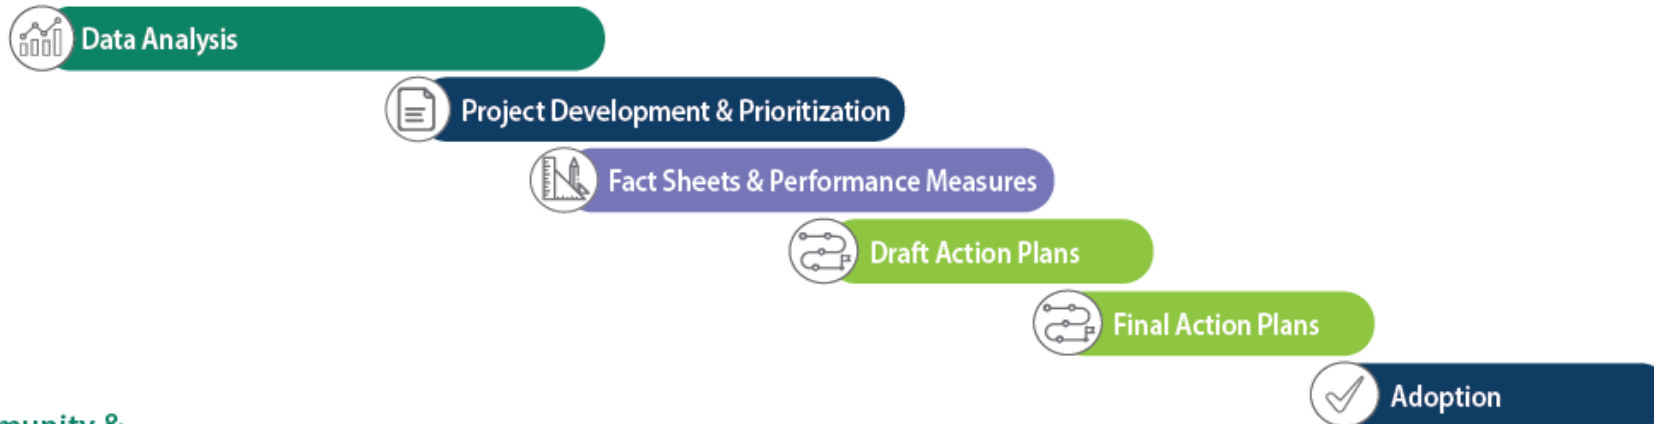 Data Analysis
Project Development & Prioritization
Fact Sheets & Performance Measures
Draft Action Plans
Final Action Plans
Adoption
&